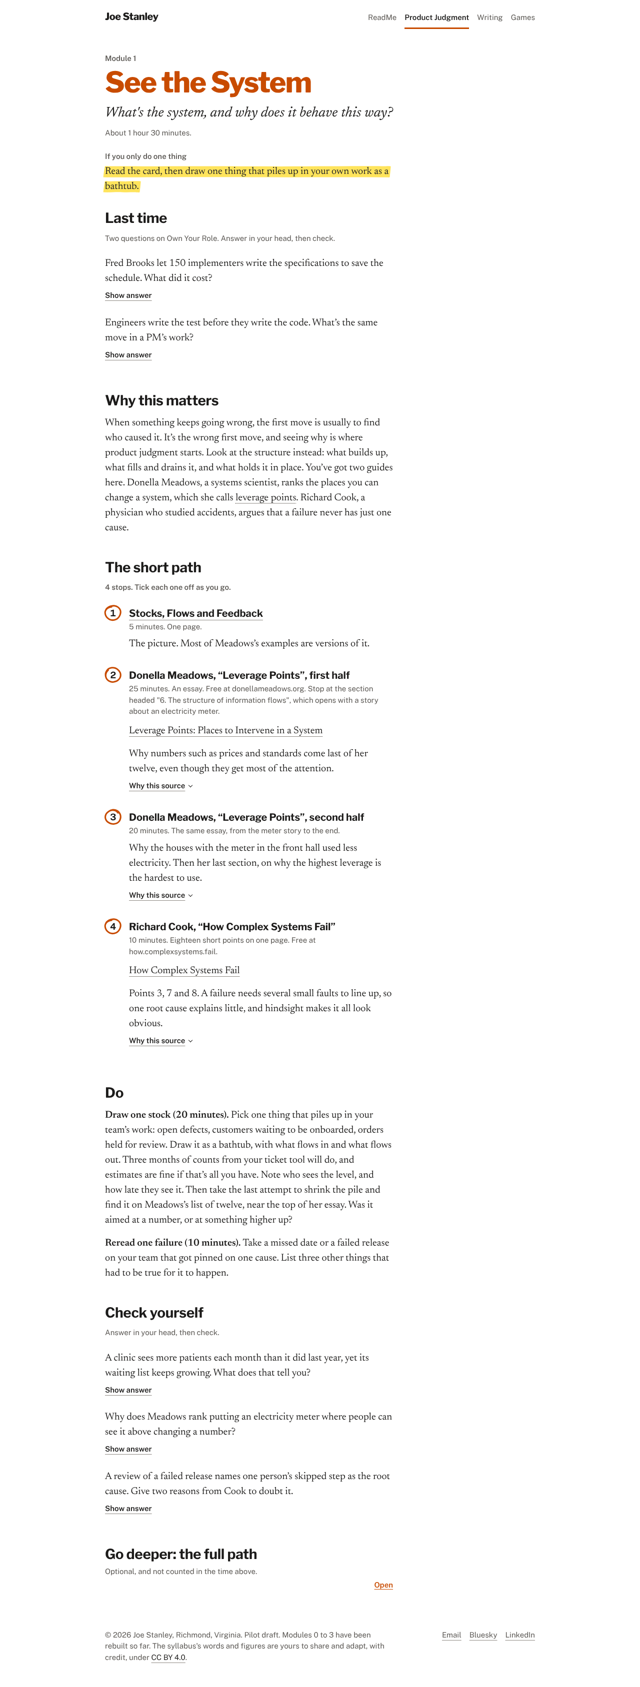 Joe Stanley
ReadMe Product Judgment Writing Games
Module 1
See the System
What's the system, and why does it behave this way?
About 1 hour 30 minutes.
If you only do one thing
Read the card, then draw one thing that piles up in your own work as a
bathtub.
Last time
Two questions on Own Your Role. Answer in your head, then check.
Fred Brooks let 150 implementers write the specifications to save the
schedule. What did it cost?
Show answer
Engineers write the test before they write the code. What's the same
move in a PM's work?
Show answer
Why this matters
When something keeps going wrong, the first move is usually to find
who caused it. It's the wrong first move, and seeing why is where
product judgment starts. Look at the structure instead: what builds up,
what fills and drains it, and what holds it in place. You've got two guides
here. Donella Meadows, a systems scientist, ranks the places you can
change a system, which she calls leverage points. Richard Cook, a
physician who studied accidents, argues that a failure never has just one
cause.
The short path
4 stops. Tick each one off as you go.
1 Stocks, Flows and Feedback
5 minutes. One page.
The picture. Most of Meadows's examples are versions of it.
2 Donella Meadows, “Leverage Points”, first half
25 minutes. An essay. Free at donellameadows.org. Stop at the section
headed "6. The structure of information flows", which opens with a story
about an electricity meter.
Leverage Points: Places to Intervene in a System
Why numbers such as prices and standards come last of her
twelve, even though they get most of the attention.
Why this source
3 Donella Meadows, “Leverage Points”, second half
20 minutes. The same essay, from the meter story to the end.
Why the houses with the meter in the front hall used less
electricity. Then her last section, on why the highest leverage is
the hardest to use.
Why this source
4 Richard Cook, “How Complex Systems Fail”
10 minutes. Eighteen short points on one page. Free at
how.complexsystems.fail.
How Complex Systems Fail
Points 3, 7 and 8. A failure needs several small faults to line up, so
one root cause explains little, and hindsight makes it all look
obvious.
Why this source
Do
Draw one stock (20 minutes). Pick one thing that piles up in your
team's work: open defects, customers waiting to be onboarded, orders
held for review. Draw it as a bathtub, with what flows in and what flows
out. Three months of counts from your ticket tool will do, and
estimates are fine if that's all you have. Note who sees the level, and
how late they see it. Then take the last attempt to shrink the pile and
find it on Meadows's list of twelve, near the top of her essay. Was it
aimed at a number, or at something higher up?
Reread one failure (10 minutes). Take a missed date or a failed release
on your team that got pinned on one cause. List three other things that
had to be true for it to happen.
Check yourself
Answer in your head, then check.
A clinic sees more patients each month than it did last year, yet its
waiting list keeps growing. What does that tell you?
Show answer
Why does Meadows rank putting an electricity meter where people can
see it above changing a number?
Show answer
A review of a failed release names one person's skipped step as the root
cause. Give two reasons from Cook to doubt it.
Show answer
Go deeper: the full path
Optional, and not counted in the time above.
Open
© 2026 Joe Stanley, Richmond, Virginia. Pilot draft. Modules 0 to 3 have been
rebuilt so far. The syllabus's words and figures are yours to share and adapt, with
credit, under CC BY 4.0.
Email Bluesky LinkedIn